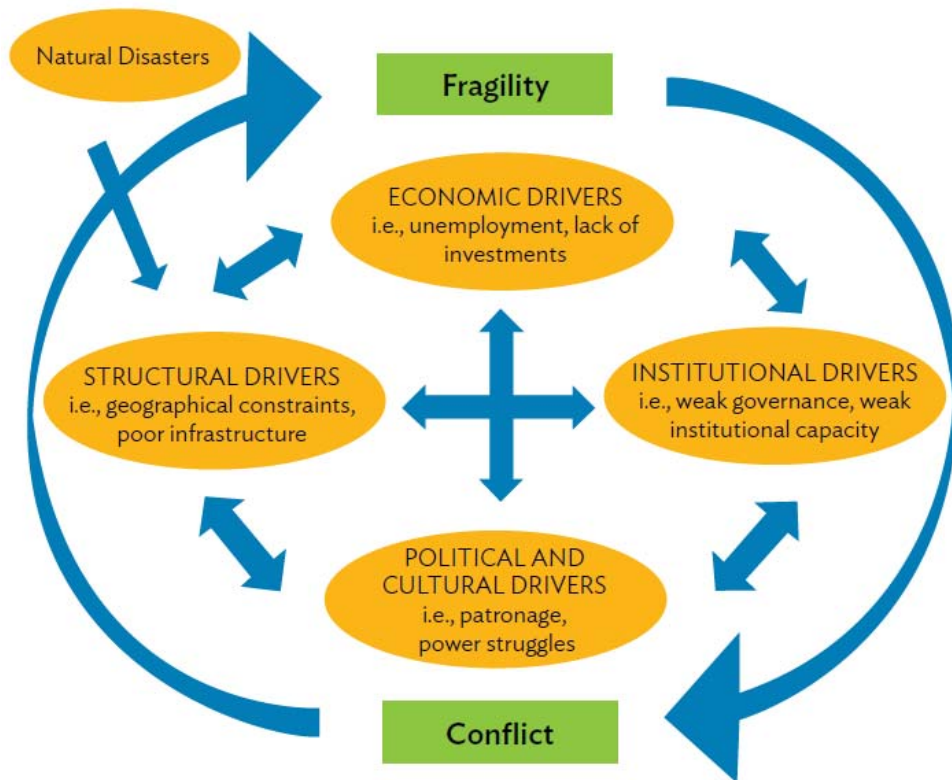 Natural Disasters
Fragility
ECONOMIC DRIVERS
i.e., unemployment, lack of
investments
STRUCTURAL DRIVERS
i.e., geographical constraints,
poor infrastructure
INSTITUTIONAL DRIVERS
i.e., weak governance, weak
institutional capacity
POLITICAL AND
CULTURAL DRIVERS
i.e., patronage,
power struggles
Conflict